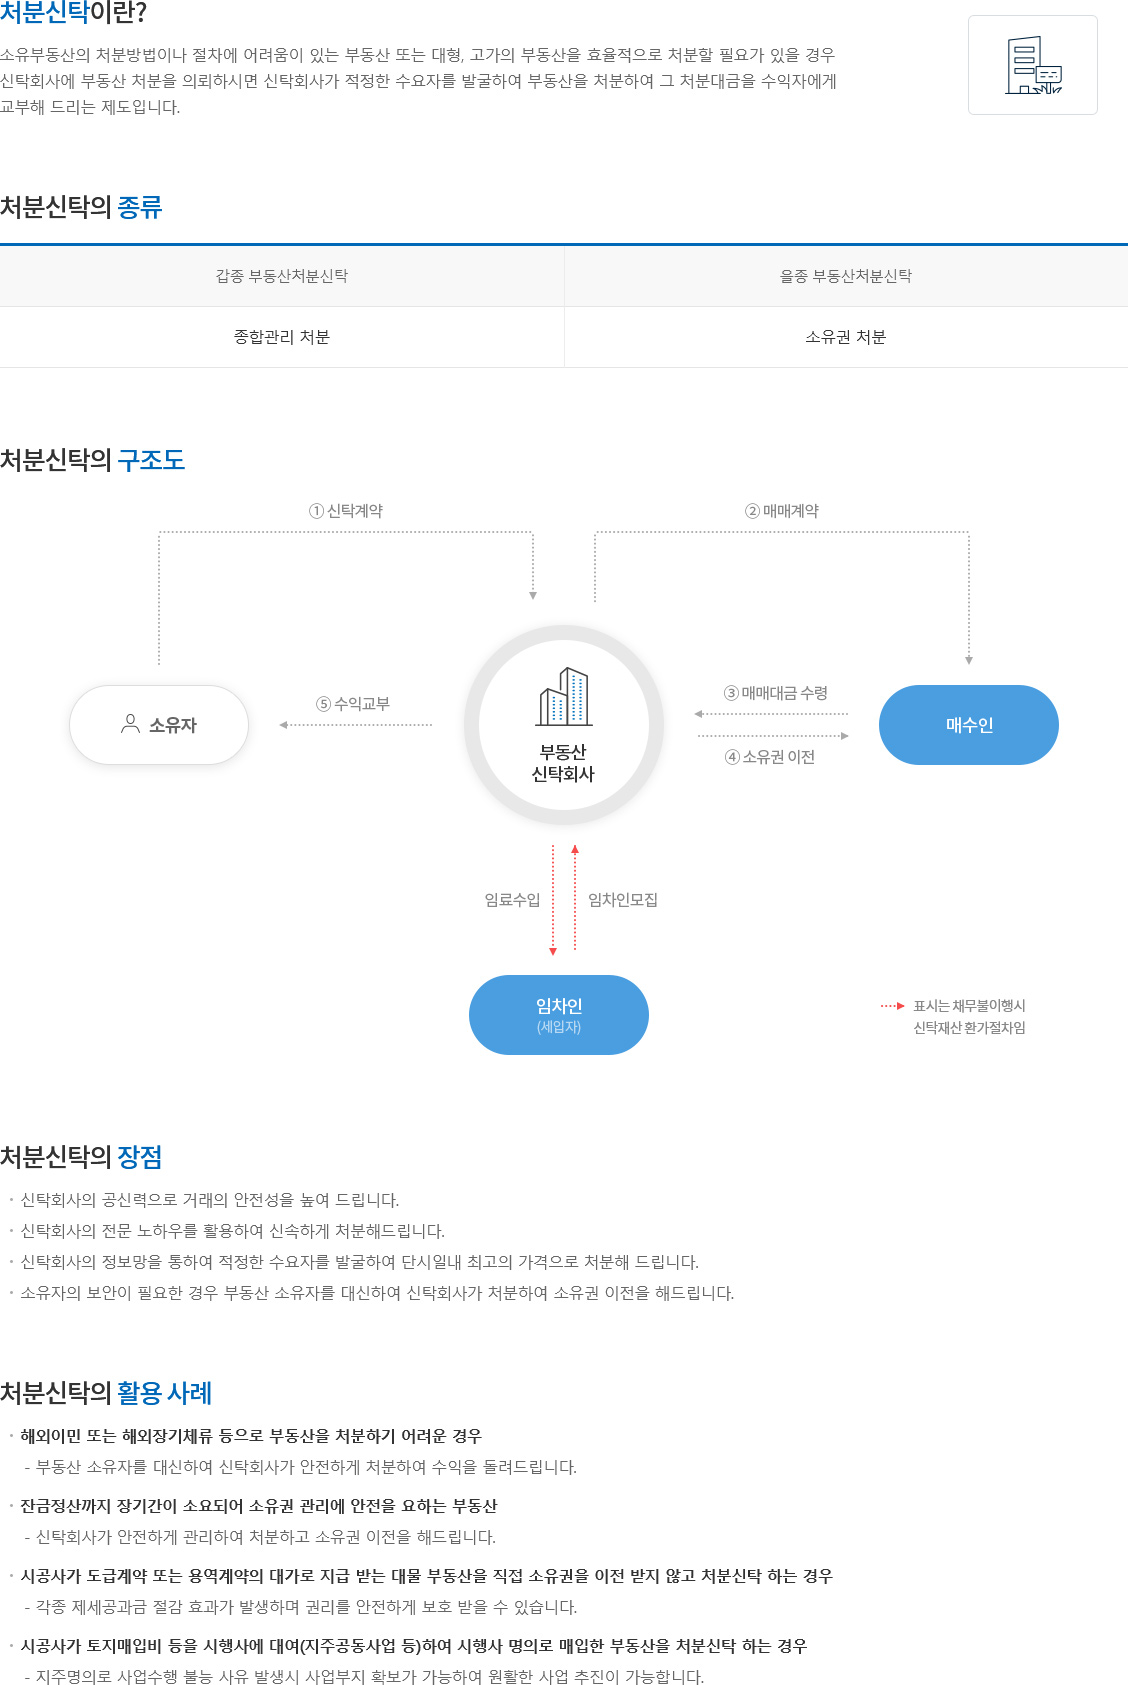 처분신탁이란?
소유부동산의 처분방법이나 절차에 어려움이 있는 부동산 또는 대형, 고가의 부동산을 효율적으로 처분할 필요가 있을 경우
신탁회사에 부동산 처분을 의뢰하시면 신탁회사가 적정한 수요자를 발굴하여 부동산을 처분하여 그 처분대금을 수익자에게
교부해 드리는 제도입니다.
처분신탁의 종류
갑종 부동산처분신탁
을종 부동산처분신탁
종합관리 처분
소유권 처분
처분신탁의 구조도
① 신탁계약
② 매매계약
③ 매매대금 수령
⑤ 수익교부
소유자
매수인
부동산
신탁회사
④ 소유권 이전
임료수입
임차인모집
임차인
(세입자)
표시는 채무불이행시
신탁재산 환가절차임
처분신탁의 장점
· 신탁회사의 공신력으로 거래의 안전성을 높여 드립니다.
· 신탁회사의 전문 노하우를 활용하여 신속하게 처분해드립니다.
· 신탁회사의 정보망을 통하여 적정한 수요자를 발굴하여 단시일내 최고의 가격으로 처분해 드립니다.
· 소유자의 보안이 필요한 경우 부동산 소유자를 대신하여 신탁회사가 처분하여 소유권 이전을 해드립니다.
처분신탁의 활용 사례
· 해외이민 또는 해외장기체류 등으로 부동산을 처분하기 어려운 경우
- 부동산 소유자를 대신하여 신탁회사가 안전하게 처분하여 수익을 돌려드립니다.
· 잔금정산까지 장기간이 소요되어 소유권 관리에 안전을 요하는 부동산
- 신탁회사가 안전하게 관리하여 처분하고 소유권 이전을 해드립니다.
· 시공사가 도급계약 또는 용역계약의 대가로 지급 받는 대물 부동산을 직접 소유권을 이전 받지 않고 처분신탁 하는 경우
- 각종 제세공과금 절감 효과가 발생하며 권리를 안전하게 보호 받을 수 있습니다.
· 시공사가 토지매입비 등을 시행사에 대여(지주공동사업 등)하여 시행사 명의로 매입한 부동산을 처분신탁 하는 경우
- 지주명의로 사업수행 불능 사유 발생시 사업부지 확보가 가능하여 원활한 사업 추진이 가능합니다.